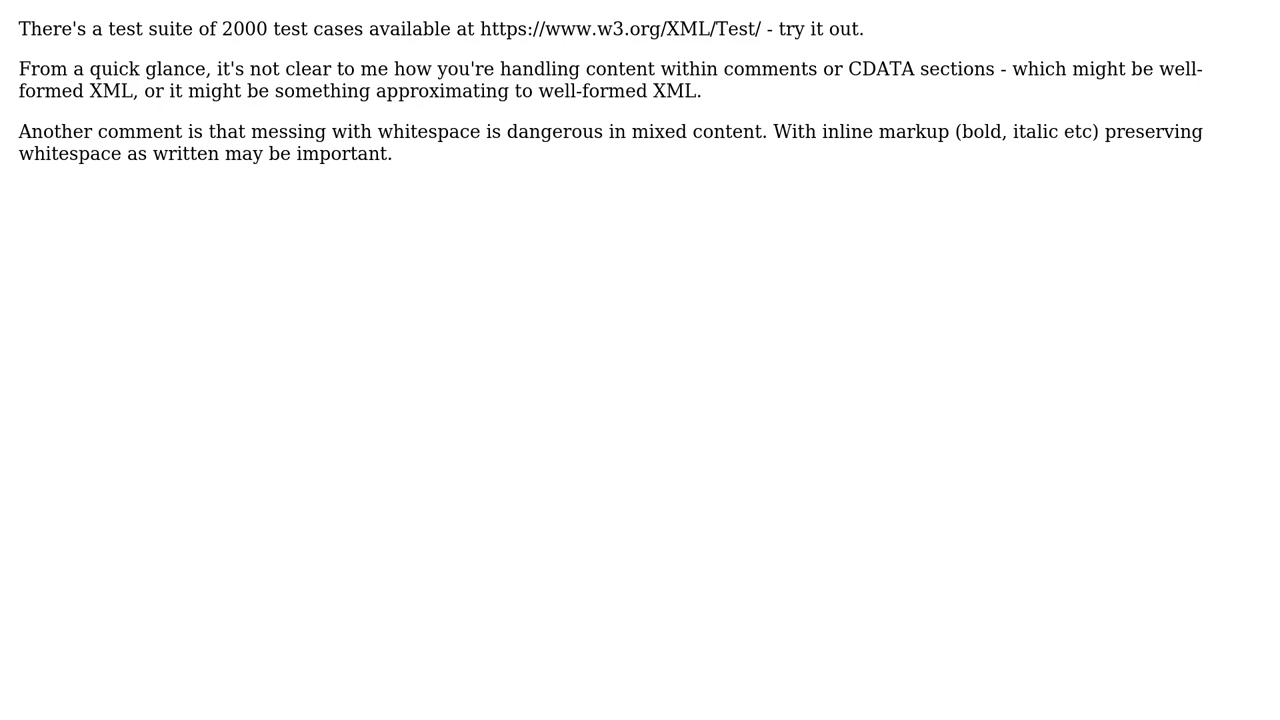 There's a test suite of 2000 test cases available at https://www.w3.org/XML/Test/ - try it out.
From a quick glance, it's not clear to me how you're handling content within comments or CDATA sections - which might be well-
formed XML, or it might be something approximating to well-formed XML.
Another comment is that messing with whitespace is dangerous in mixed content. With inline markup (bold, italic etc) preserving
whitespace as written may be important.